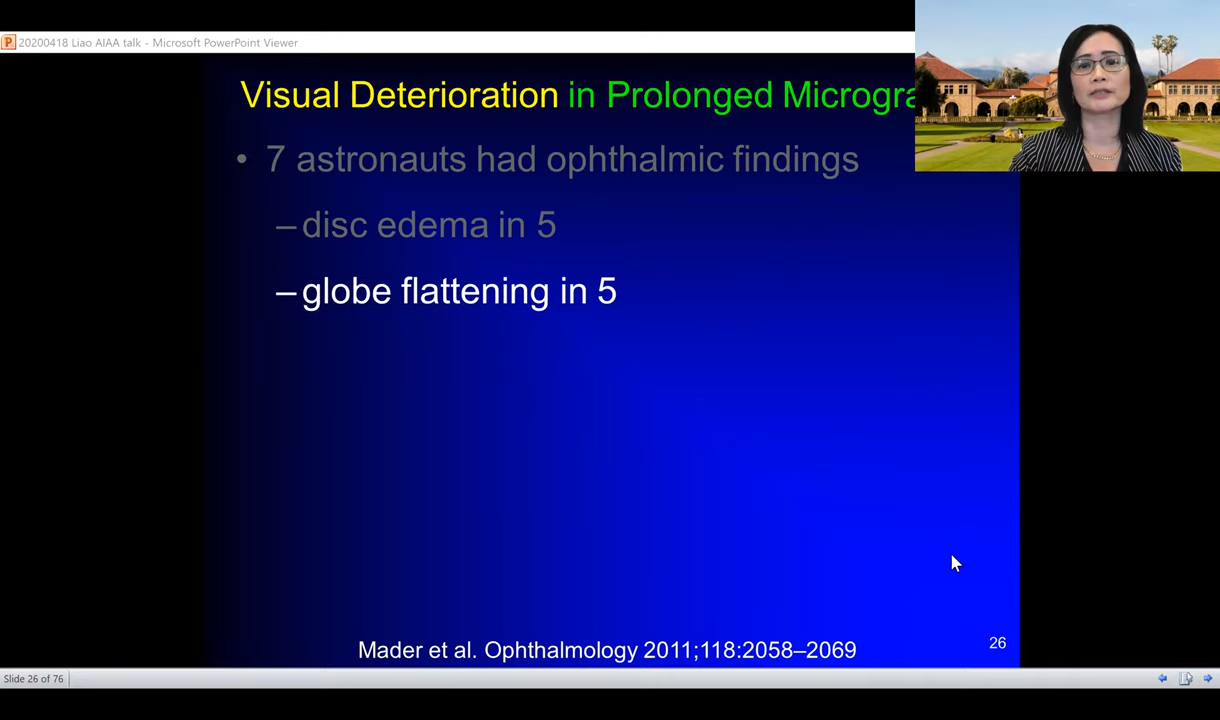 20200418 Liao AIAA talk - Microsoft PowerPoint Viewer
Visual Deterioration in Prolonged Microgra
• 7 astronauts had ophthalmic findings
– disc edema in 5
– globe flattening in 5
Mader et al. Ophthalmology 2011;118:2058–2069
26
Slide 26 of 76